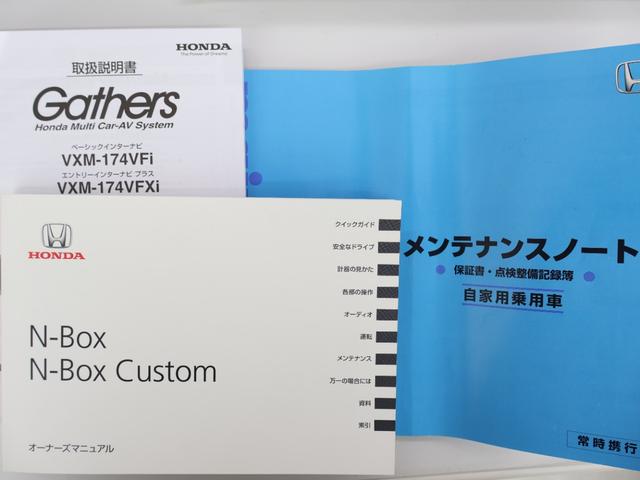 HONDA
The Power of Dreams
取扱説明書
Gathers
Honda Multi Car-AV System
ベーシックインターナビ
VXM-174VFi
エントリーインターナビ プラス
VXM-174VFXi
HONDA
N-Box
N-Box Custom
オーナーズマニュアル
クイックガイド
安全なドライブ
計器の見かた
各部の操作
オーディオ
運転
メンテナンス
万一の場合には
資料
索引
メンテナンスノート
保証書・点検整備記録簿
自家用乗用車
常時携行